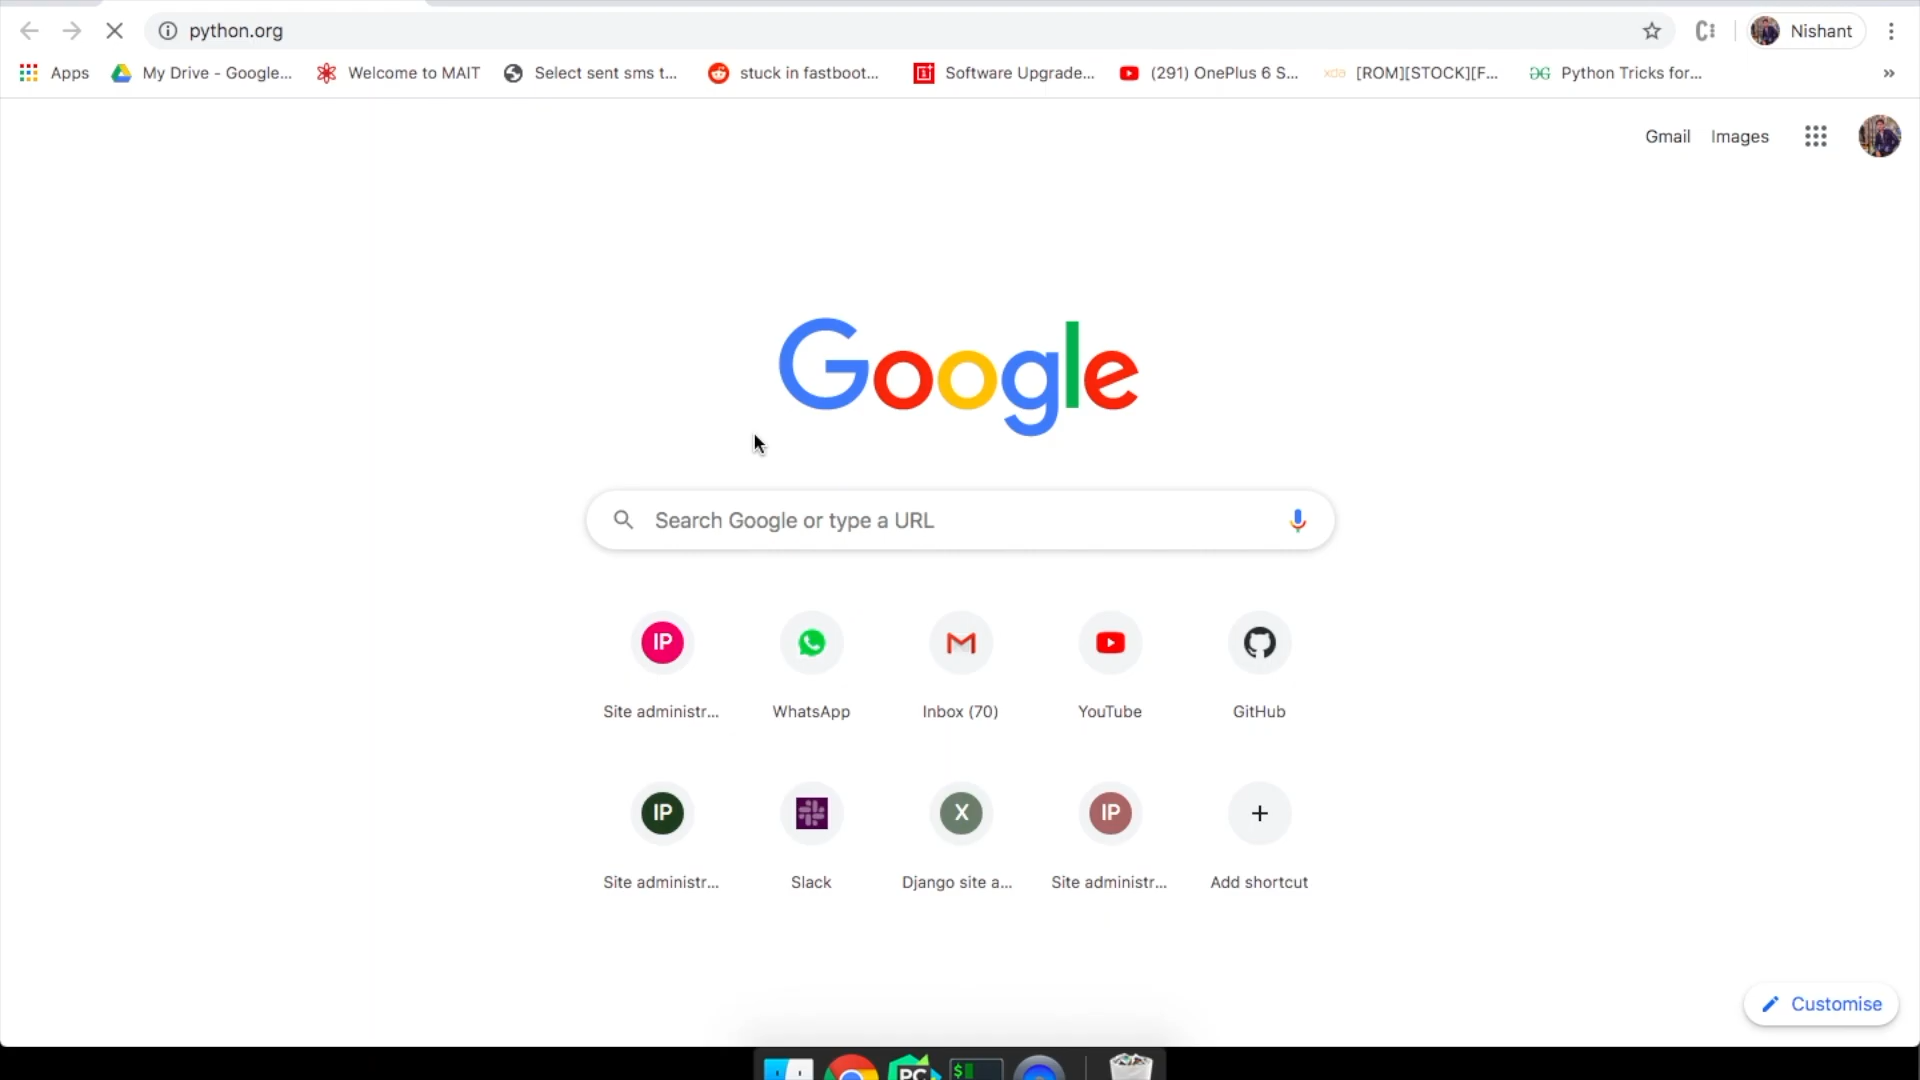 python.org
Nishant
Apps
My Drive - Google...
Welcome to MAIT
Select sent sms t...
stuck in fastboot...
Software Upgrade...
(291) OnePlus 6 S...
xda [ROM][STOCK][F...
Python Tricks for...
»
Gmail
Images
Google
Search Google or type a URL
IP
Site administr...
WhatsApp
Inbox (70)
YouTube
GitHub
IP
Site administr...
Slack
X
Django site a...
IP
Site administr...
Add shortcut
Customise
PC
$